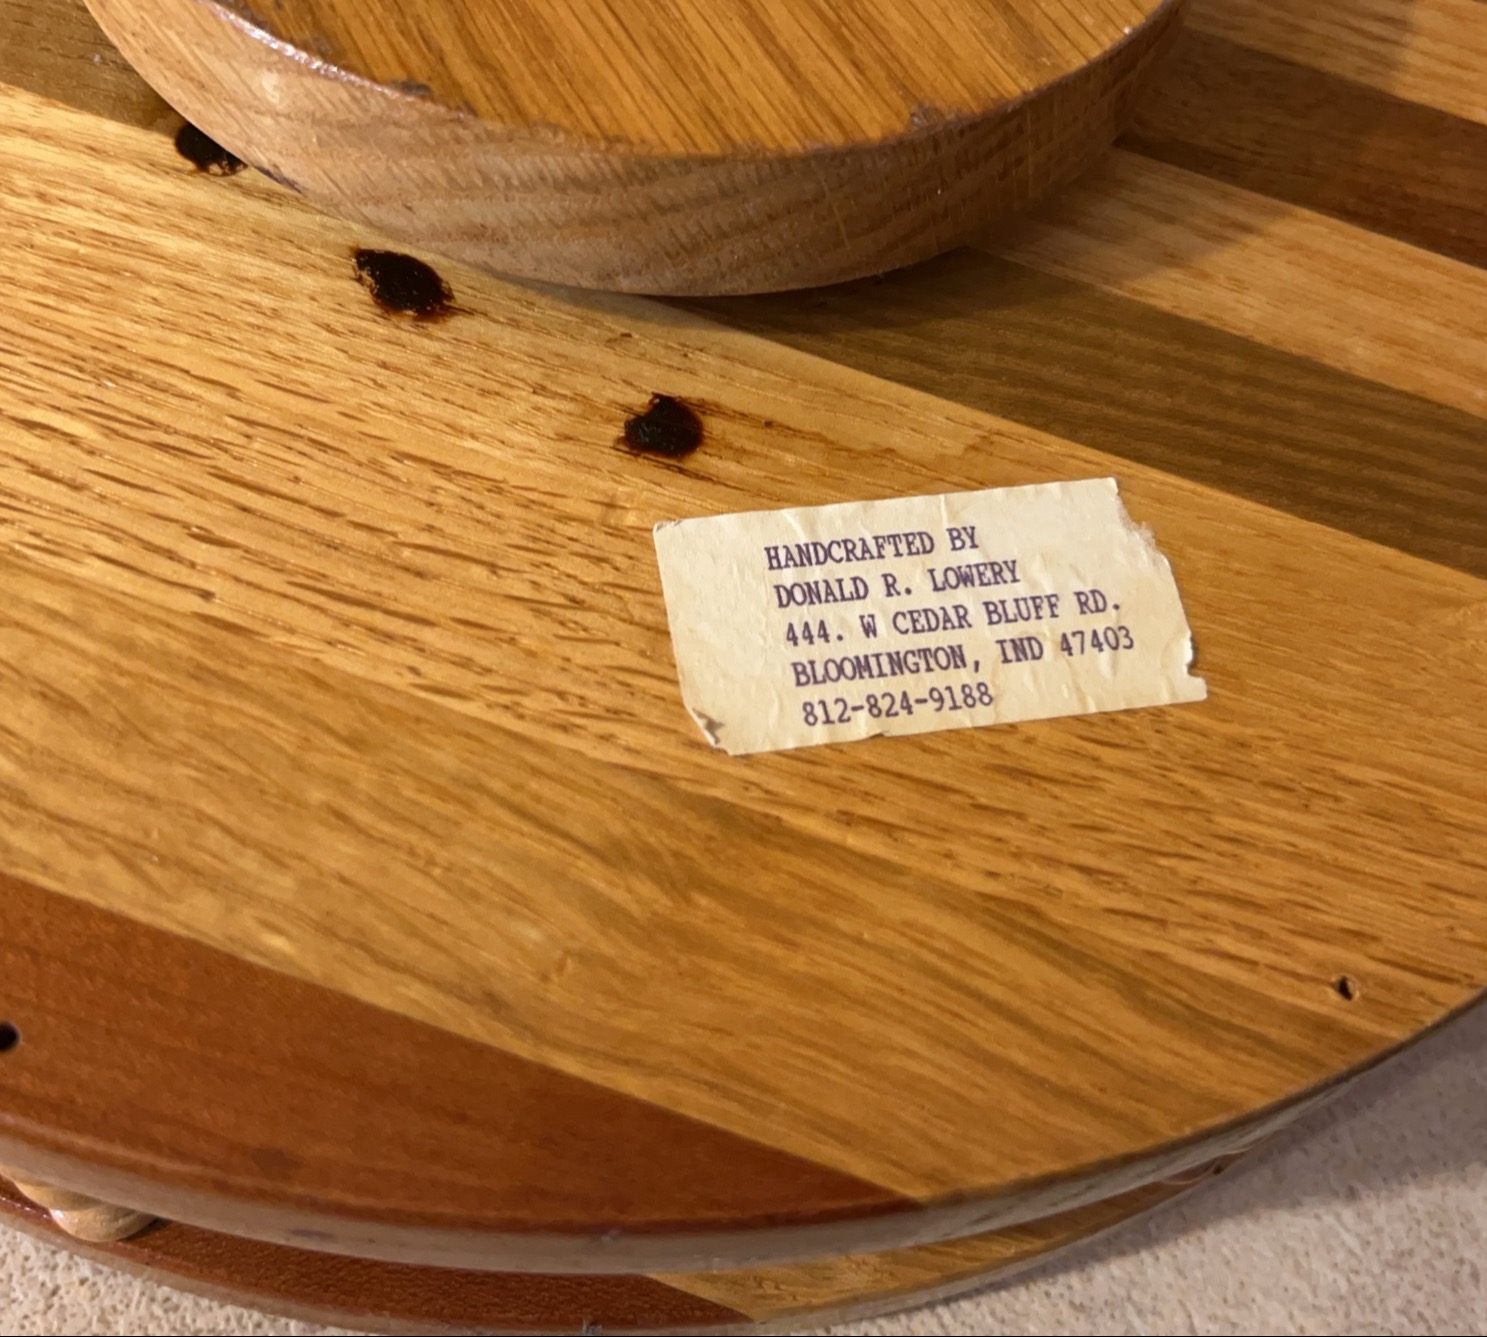 HANDCRAFTED BY
DONALD R. LOWERY
444. W CEDAR BLUFF RD.
BLOOMINGTON, IND 47403
812-824-9188